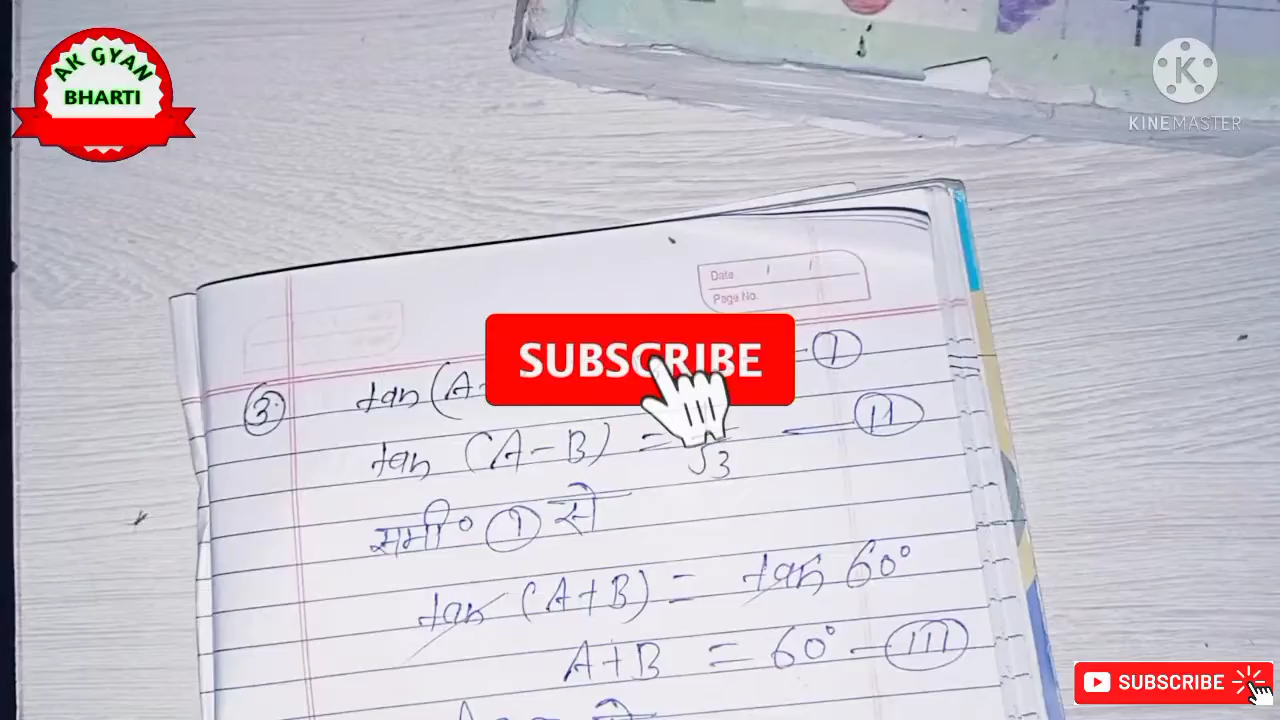 AK GYAN
BHARTI
KINEMASTER
Date / /
Page No.
SUBSCRIBE
(3.) tan (A- - (I)
tan (A-B) = √3 — (II)
समी० (I) से
tan (A+B) = tan 60°
A+B = 60° - (III)
SUBSCRIBE